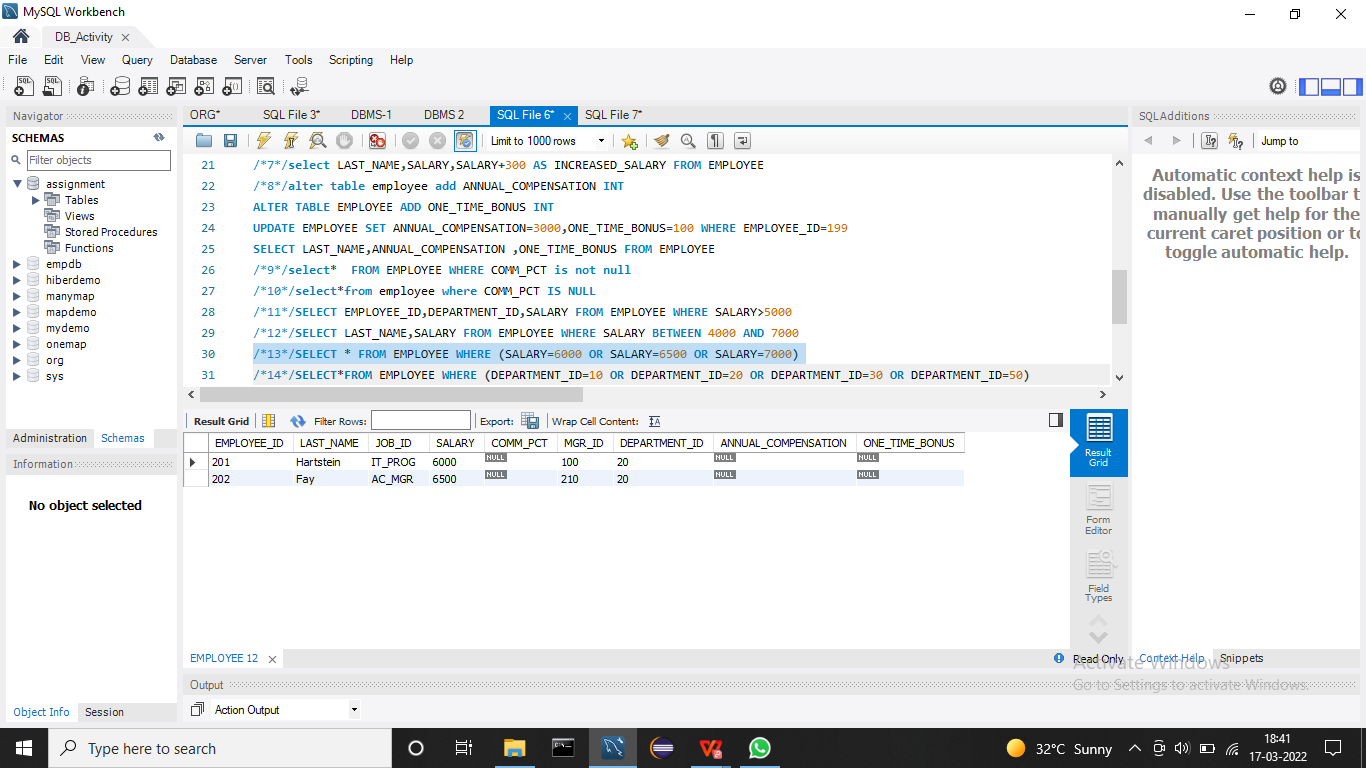 MySQL Workbench
DB_Activity
File Edit View Query Database Server Tools Scripting Help
Navigator
SCHEMAS
Filter objects
assignment
Tables
Views
Stored Procedures
Functions
empdb
hiberdemo
manymap
mapdemo
mydemo
onemap
org
sys
Administration Schemas
Information
No object selected
Object Info Session
ORG* SQL File 3* DBMS-1 DBMS 2 SQL File 6* SQL File 7*
Limit to 1000 rows
21 /*7*/select LAST_NAME,SALARY,SALARY+300 AS INCREASED_SALARY FROM EMPLOYEE
22 /*8*/alter table employee add ANNUAL_COMPENSATION INT
23 ALTER TABLE EMPLOYEE ADD ONE_TIME_BONUS INT
24 UPDATE EMPLOYEE SET ANNUAL_COMPENSATION=3000,ONE_TIME_BONUS=100 WHERE EMPLOYEE_ID=199
25 SELECT LAST_NAME,ANNUAL_COMPENSATION ,ONE_TIME_BONUS FROM EMPLOYEE
26 /*9*/select*  FROM EMPLOYEE WHERE COMM_PCT is not null
27 /*10*/select*from employee where COMM_PCT IS NULL
28 /*11*/SELECT EMPLOYEE_ID,DEPARTMENT_ID,SALARY FROM EMPLOYEE WHERE SALARY>5000
29 /*12*/SELECT LAST_NAME,SALARY FROM EMPLOYEE WHERE SALARY BETWEEN 4000 AND 7000
30 /*13*/SELECT * FROM EMPLOYEE WHERE (SALARY=6000 OR SALARY=6500 OR SALARY=7000)
31 /*14*/SELECT*FROM EMPLOYEE WHERE (DEPARTMENT_ID=10 OR DEPARTMENT_ID=20 OR DEPARTMENT_ID=30 OR DEPARTMENT_ID=50)
Result Grid Filter Rows: Export: Wrap Cell Content: IA
EMPLOYEE_ID LAST_NAME JOB_ID SALARY COMM_PCT MGR_ID DEPARTMENT_ID ANNUAL_COMPENSATION ONE_TIME_BONUS
201 Hartstein IT_PROG 6000 NULL 100 20 NULL NULL
202 Fay AC_MGR 6500 NULL 210 20 NULL NULL
Result
Grid
Form
Editor
Field
Types
EMPLOYEE 12
Read Only
Output
Action Output
SQLAdditions
Jump to
Automatic context help is
disabled. Use the toolbar t
manually get help for the
current caret position or to
toggle automatic help.
Context Help Snippets
Activate Windows
Go to Settings to activate Windows.
Type here to search
32°C Sunny
18:41
17-03-2022